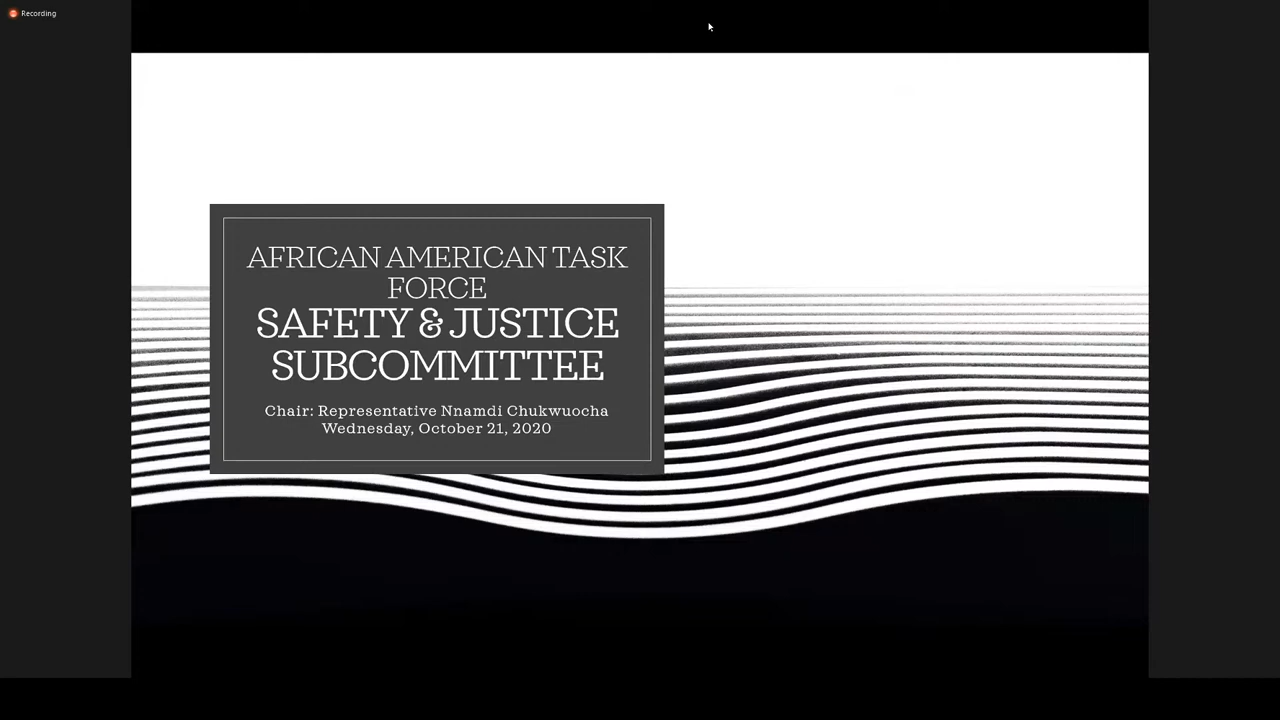 Recording
AFRICAN AMERICAN TASK
FORCE
SAFETY & JUSTICE
SUBCOMMITTEE
Chair: Representative Nnamdi Chukwuocha
Wednesday, October 21, 2020